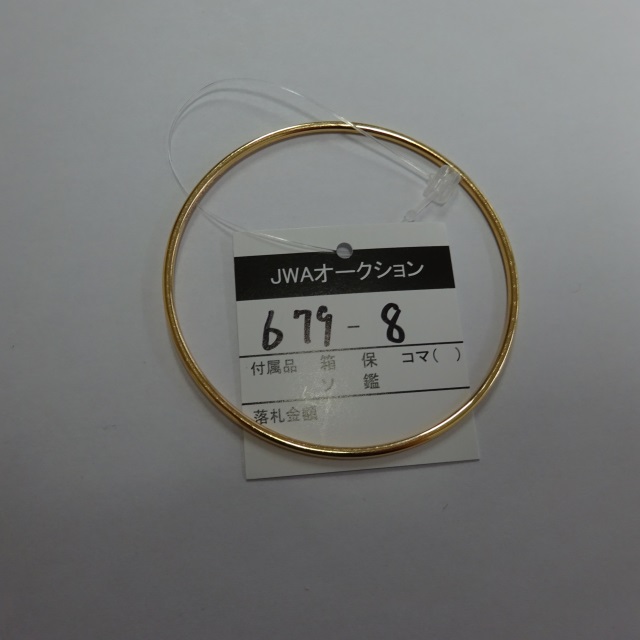 JWAオークション
679-8
付属品 箱 保 コマ( )
ソ 鑑
落札金額